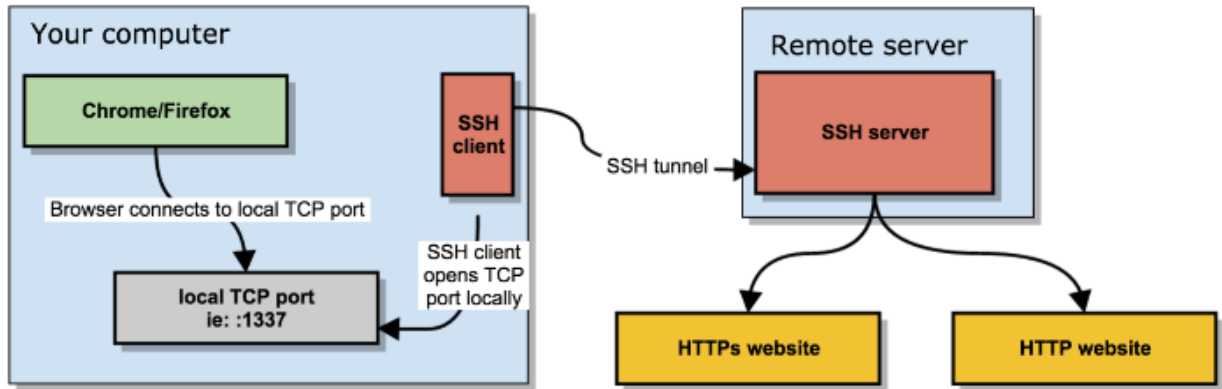 Your computer
Remote server
Chrome/Firefox
SSH
client
SSH server
SSH tunnel
Browser connects to local TCP port
SSH client
opens TCP
port locally
local TCP port
ie: :1337
HTTPs website
HTTP website